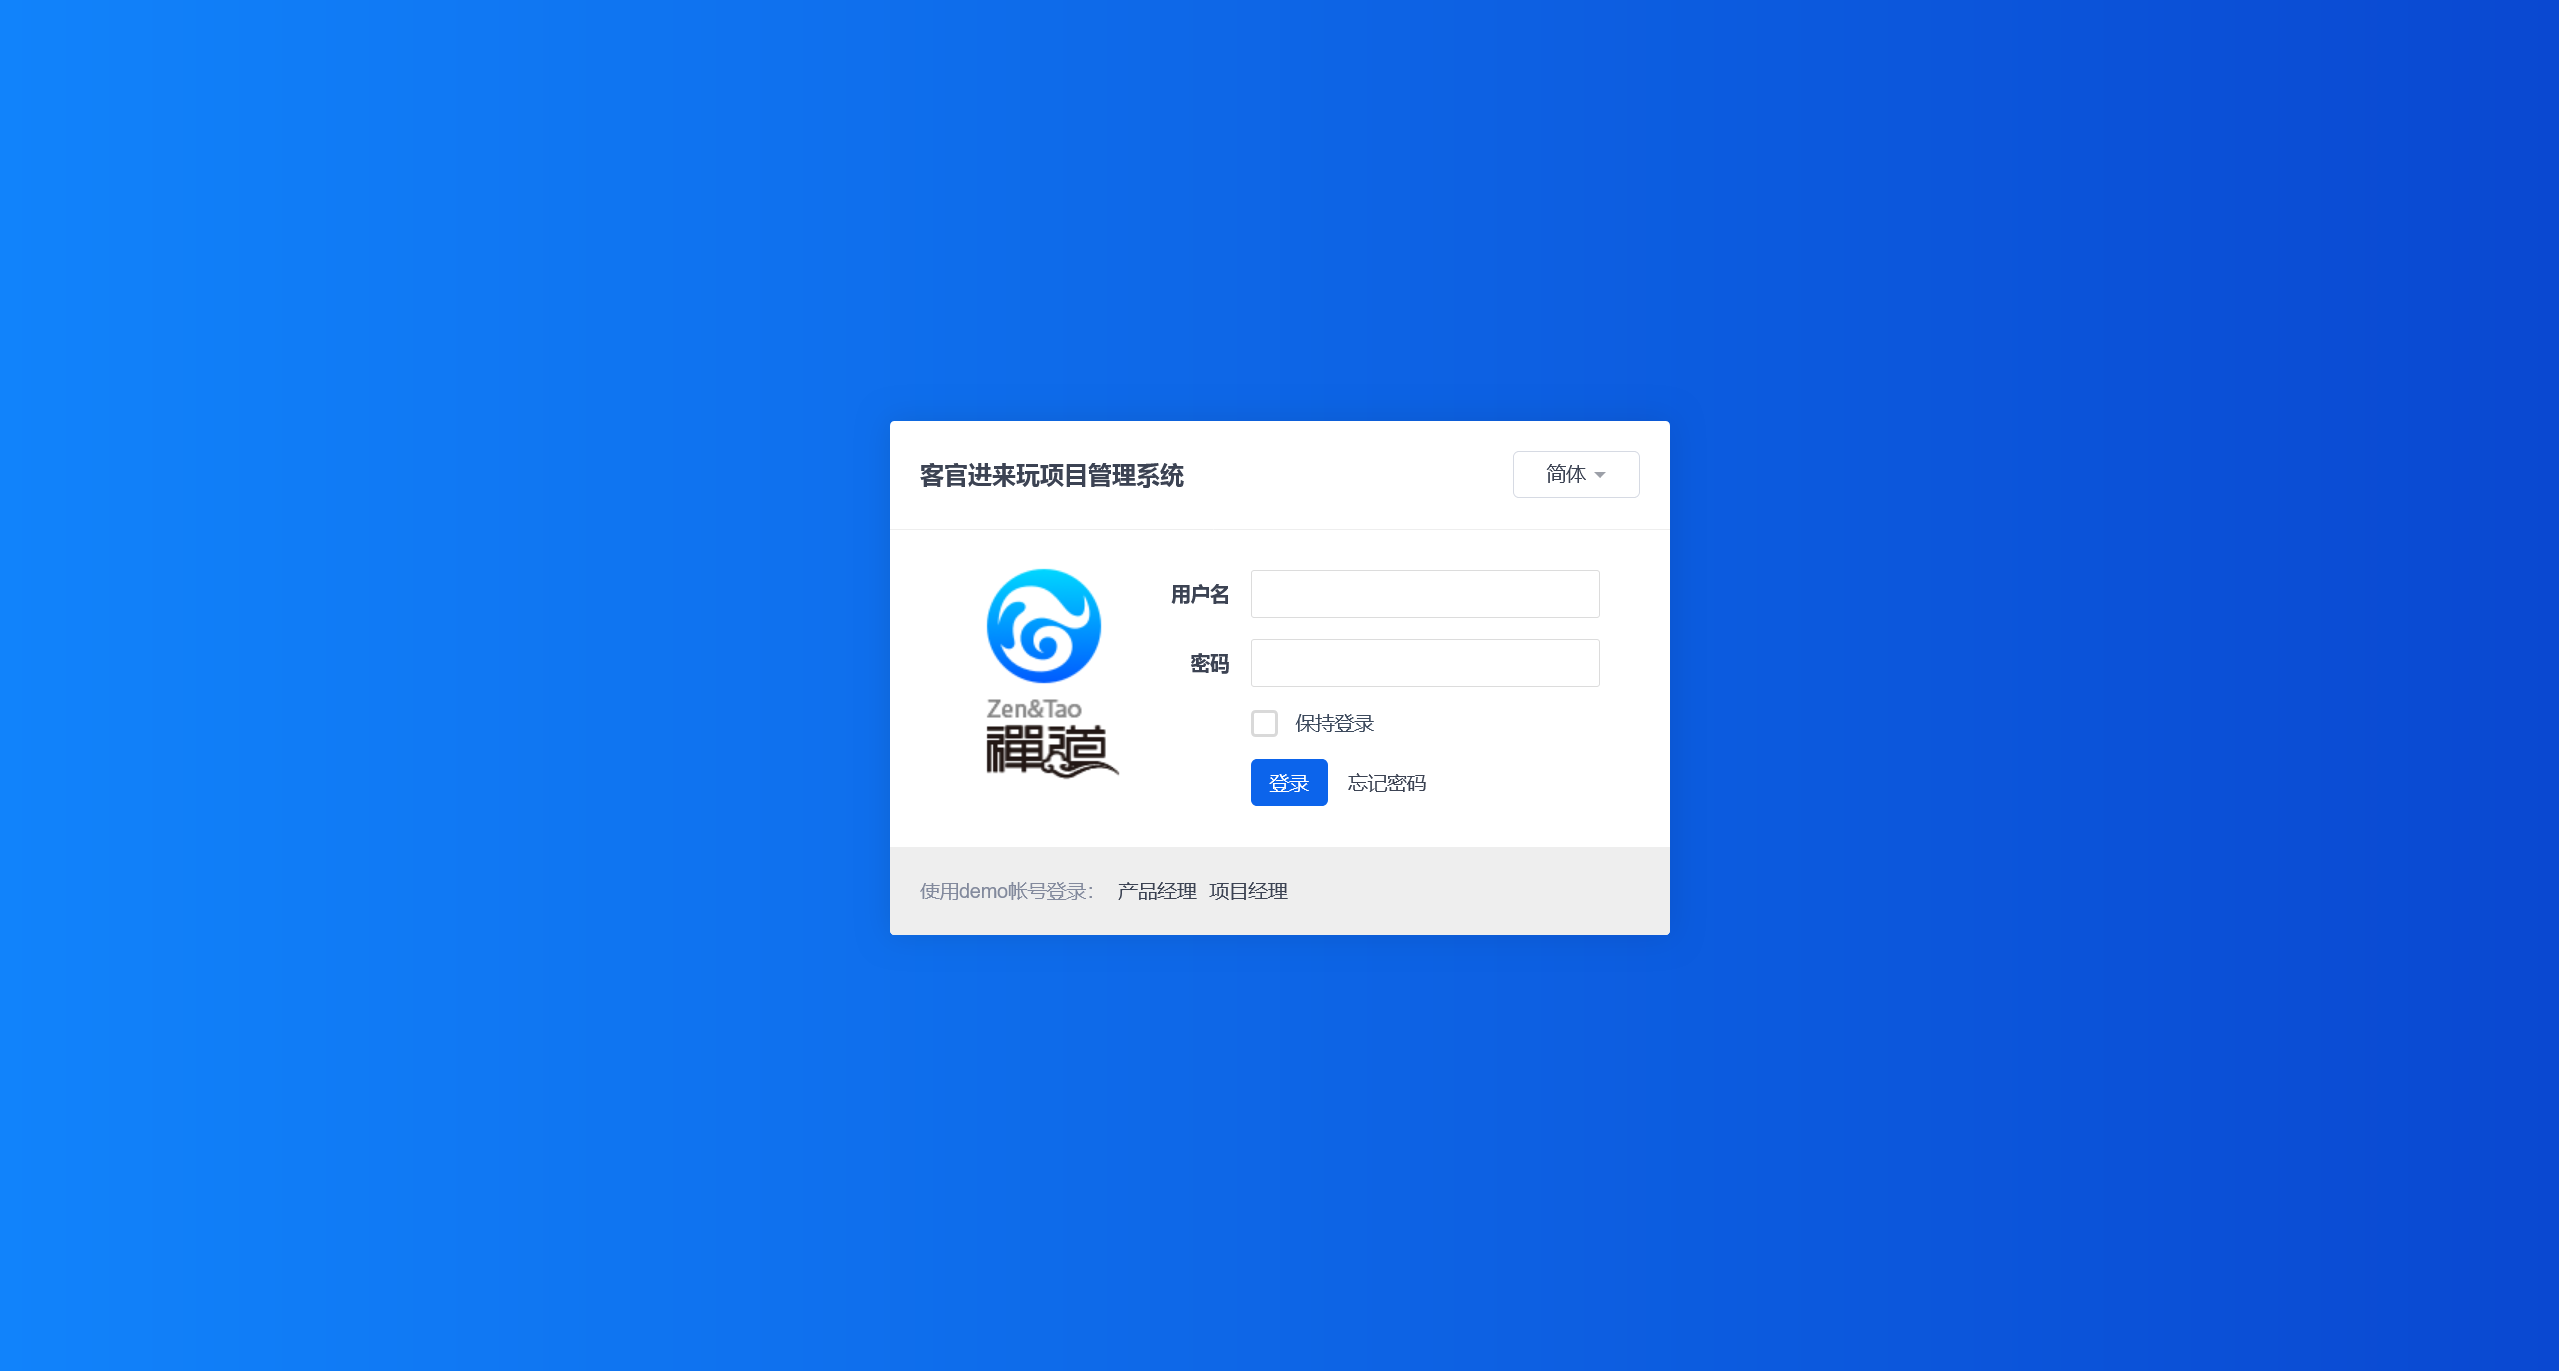 客官进来玩项目管理系统 简体
Zen&Tao
禪道
用户名
密码
保持登录
登录 忘记密码
使用demo帐号登录： 产品经理 项目经理